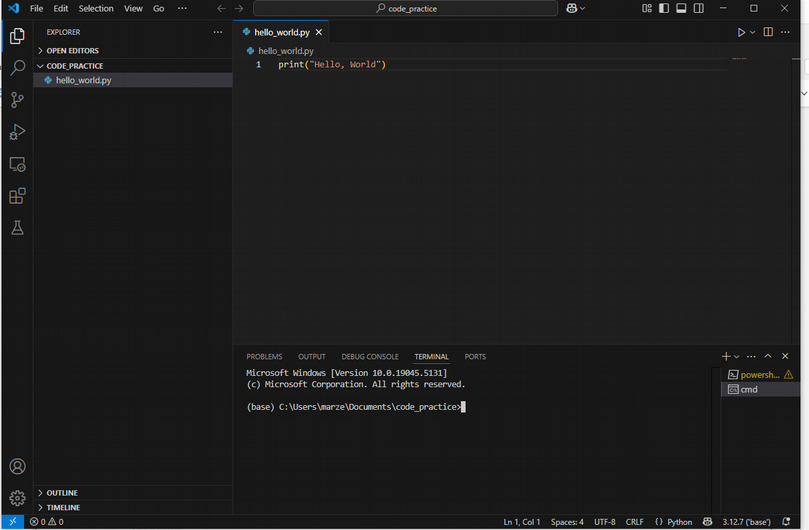 File Edit Selection View Go ···
code_practice
EXPLORER
OPEN EDITORS
CODE_PRACTICE
hello_world.py
OUTLINE
TIMELINE
hello_world.py
hello_world.py
1 print("Hello, World")
PROBLEMS OUTPUT DEBUG CONSOLE TERMINAL PORTS
Microsoft Windows [Version 10.0.19045.5131]
(c) Microsoft Corporation. All rights reserved.
(base) C:\Users\marze\Documents\code_practice>
powersh...
cmd
0 0 Ln 1, Col 1 Spaces: 4 UTF-8 CRLF {} Python 3.12.7 ('base')